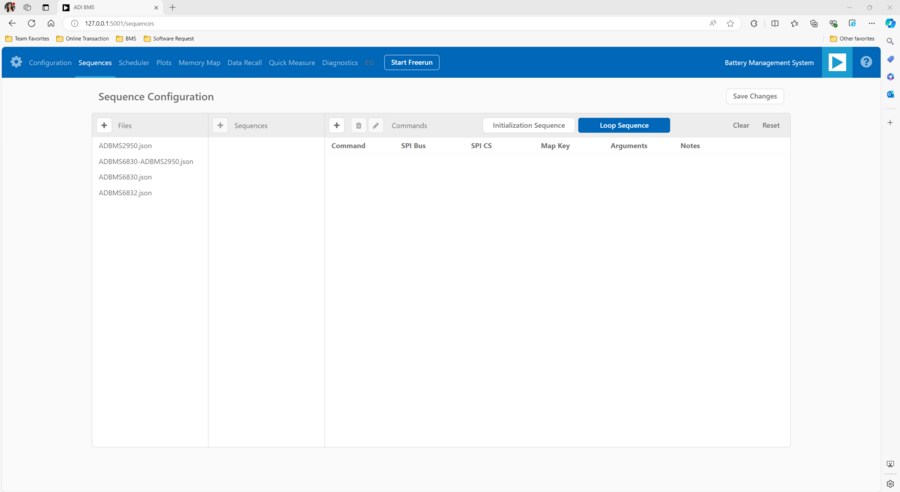 ADI BMS
127.0.0.1:5001/sequences
Team Favorites Online Transaction BMS Software Request Other favorites
Configuration Sequences Scheduler Plots Memory Map Data Recall Quick Measure Diagnostics EIS Start Freerun Battery Management System
Sequence Configuration Save Changes
Files Sequences Commands Initialization Sequence Loop Sequence Clear Reset
Command SPI Bus SPI CS Map Key Arguments Notes
ADBMS2950.json
ADBMS6830-ADBMS2950.json
ADBMS6830.json
ADBMS6832.json